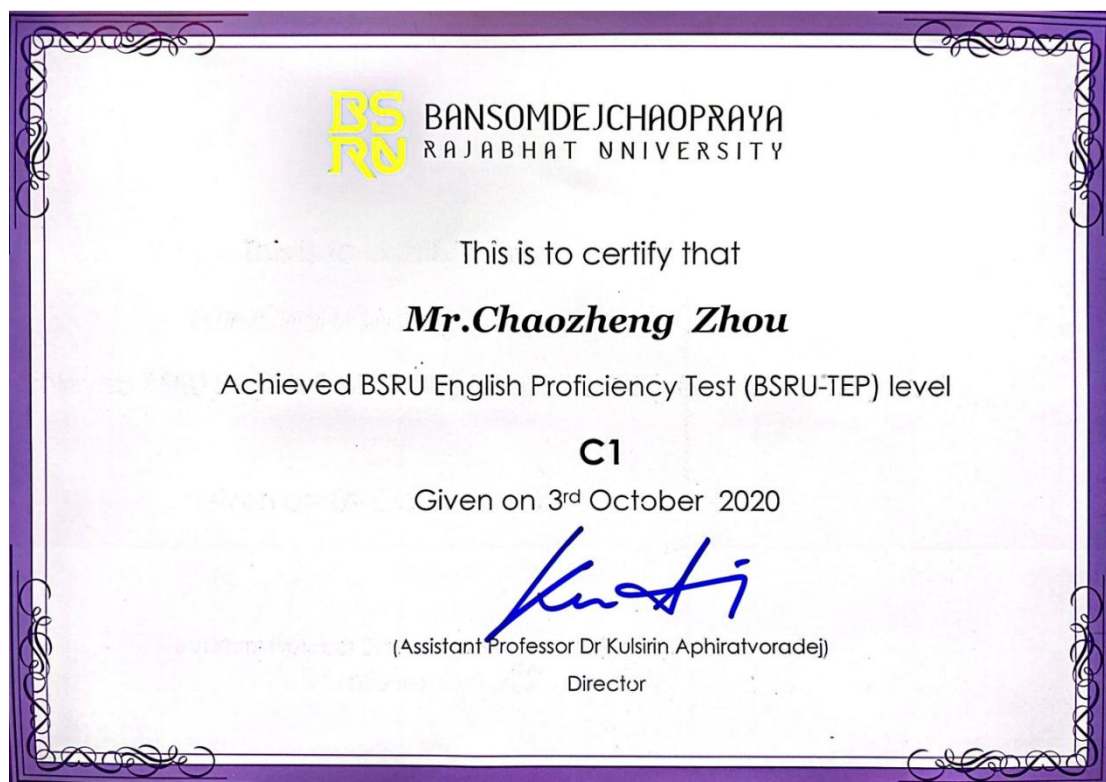 BS
RU
BANSOMDEJCHAOPRAYA
RAJABHAT UNIVERSITY
This is to certify that
Mr.Chaozheng Zhou
Achieved BSRU English Proficiency Test (BSRU-TEP) level
C1
Given on 3rd October 2020
(Assistant Professor Dr Kulsirin Aphiratvoradej)
Director